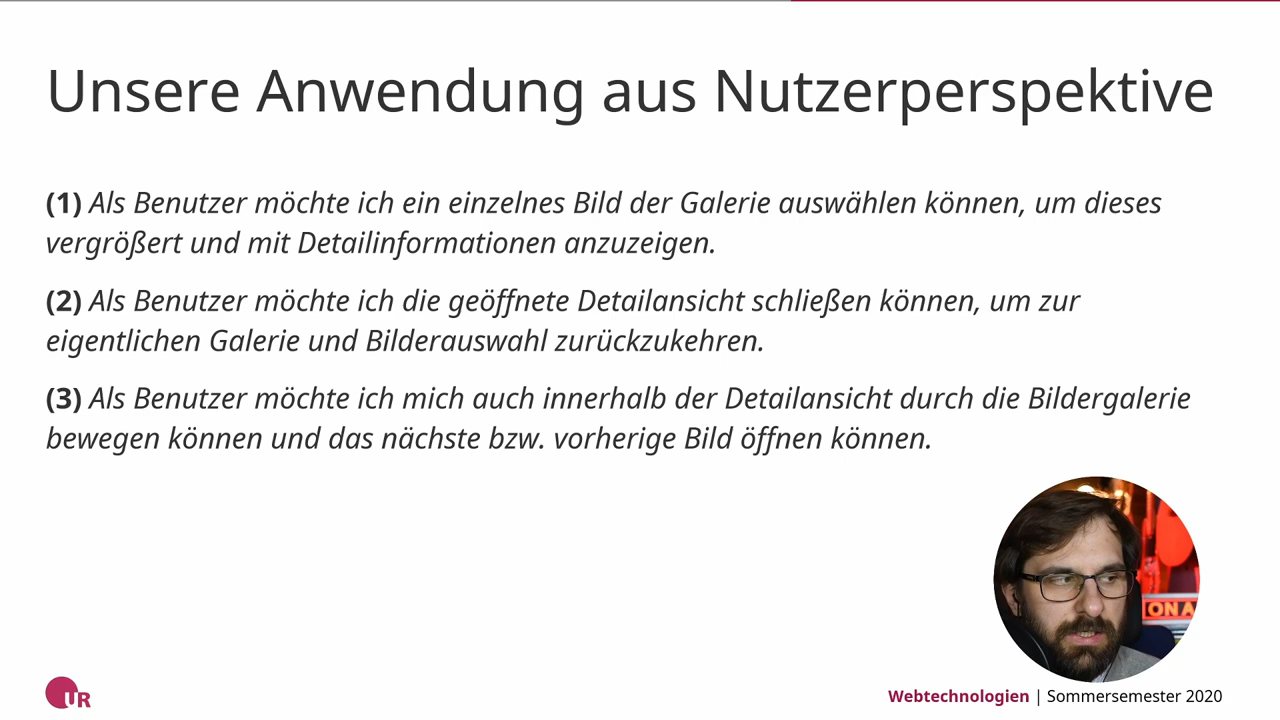 Unsere Anwendung aus Nutzerperspektive
(1) Als Benutzer möchte ich ein einzelnes Bild der Galerie auswählen können, um dieses
vergrößert und mit Detailinformationen anzuzeigen.
(2) Als Benutzer möchte ich die geöffnete Detailansicht schließen können, um zur
eigentlichen Galerie und Bilderauswahl zurückzukehren.
(3) Als Benutzer möchte ich mich auch innerhalb der Detailansicht durch die Bildergalerie
bewegen können und das nächste bzw. vorherige Bild öffnen können.
ON A
UR
Webtechnologien | Sommersemester 2020